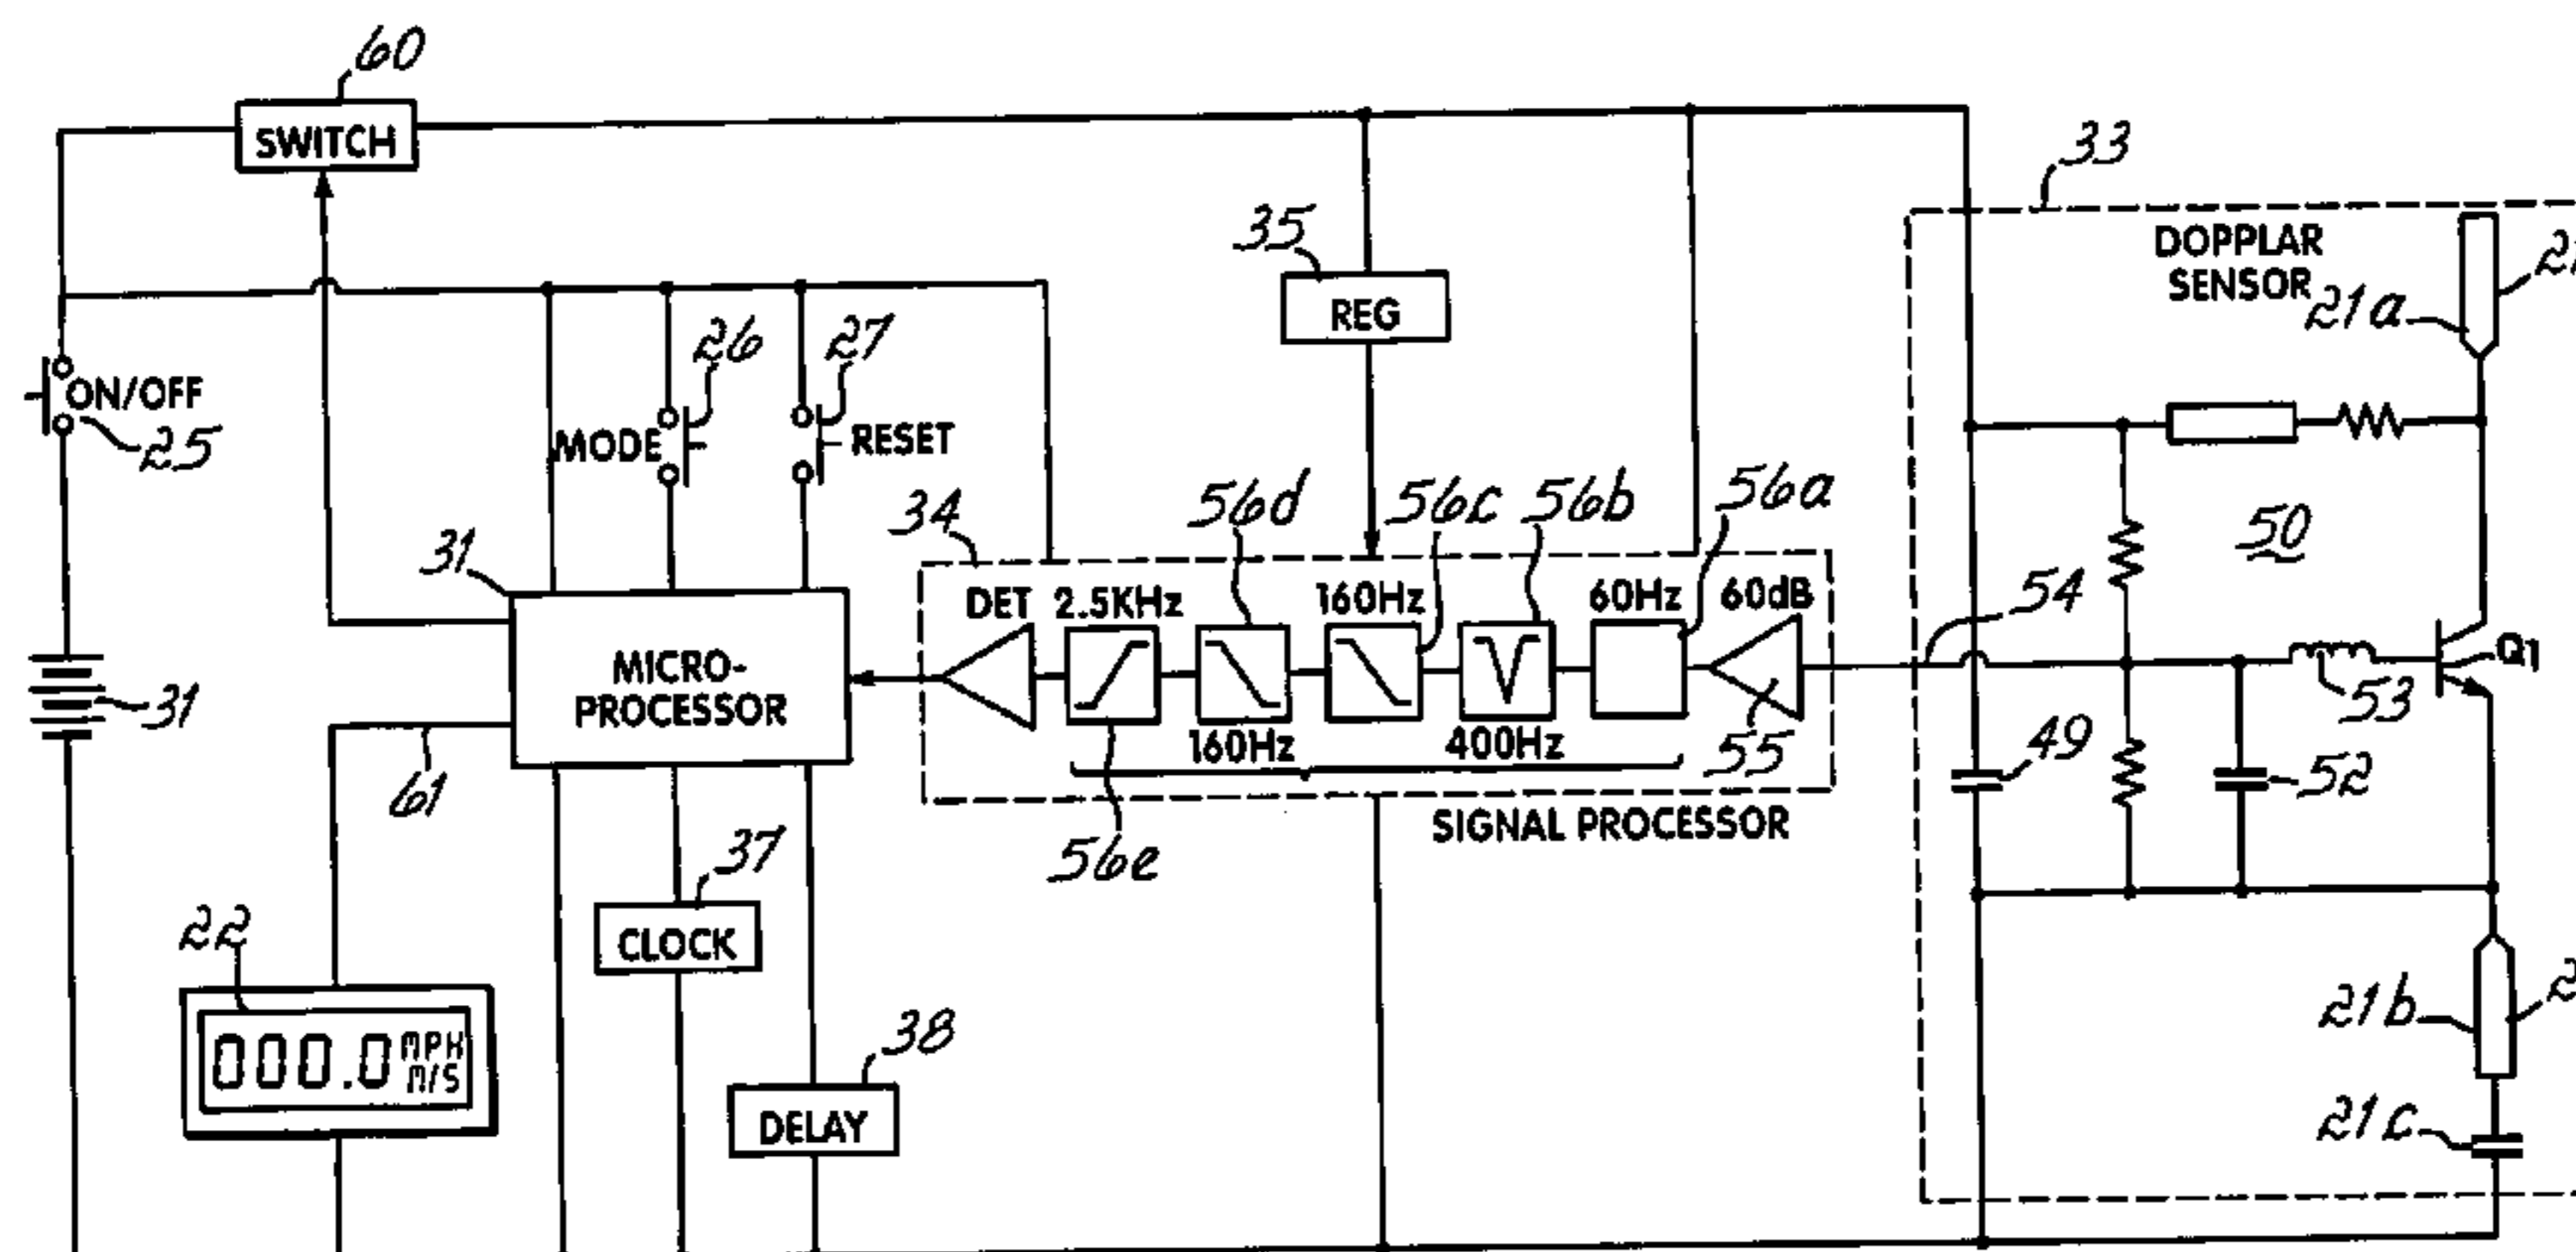 60
SWITCH
33
35
DOPPLAR
SENSOR
21a
REG
26
27
ON/OFF
25
MODE
RESET
50
31
34
56d
56c
56b
56a
54
DET
2.5KHz
160Hz
60Hz
60dB
MICRO-
PROCESSOR
31
160Hz
400Hz
55
53
Q1
49
52
61
SIGNAL PROCESSOR
56e
37
CLOCK
22
000.0
MPH
M/S
38
DELAY
21b
21c